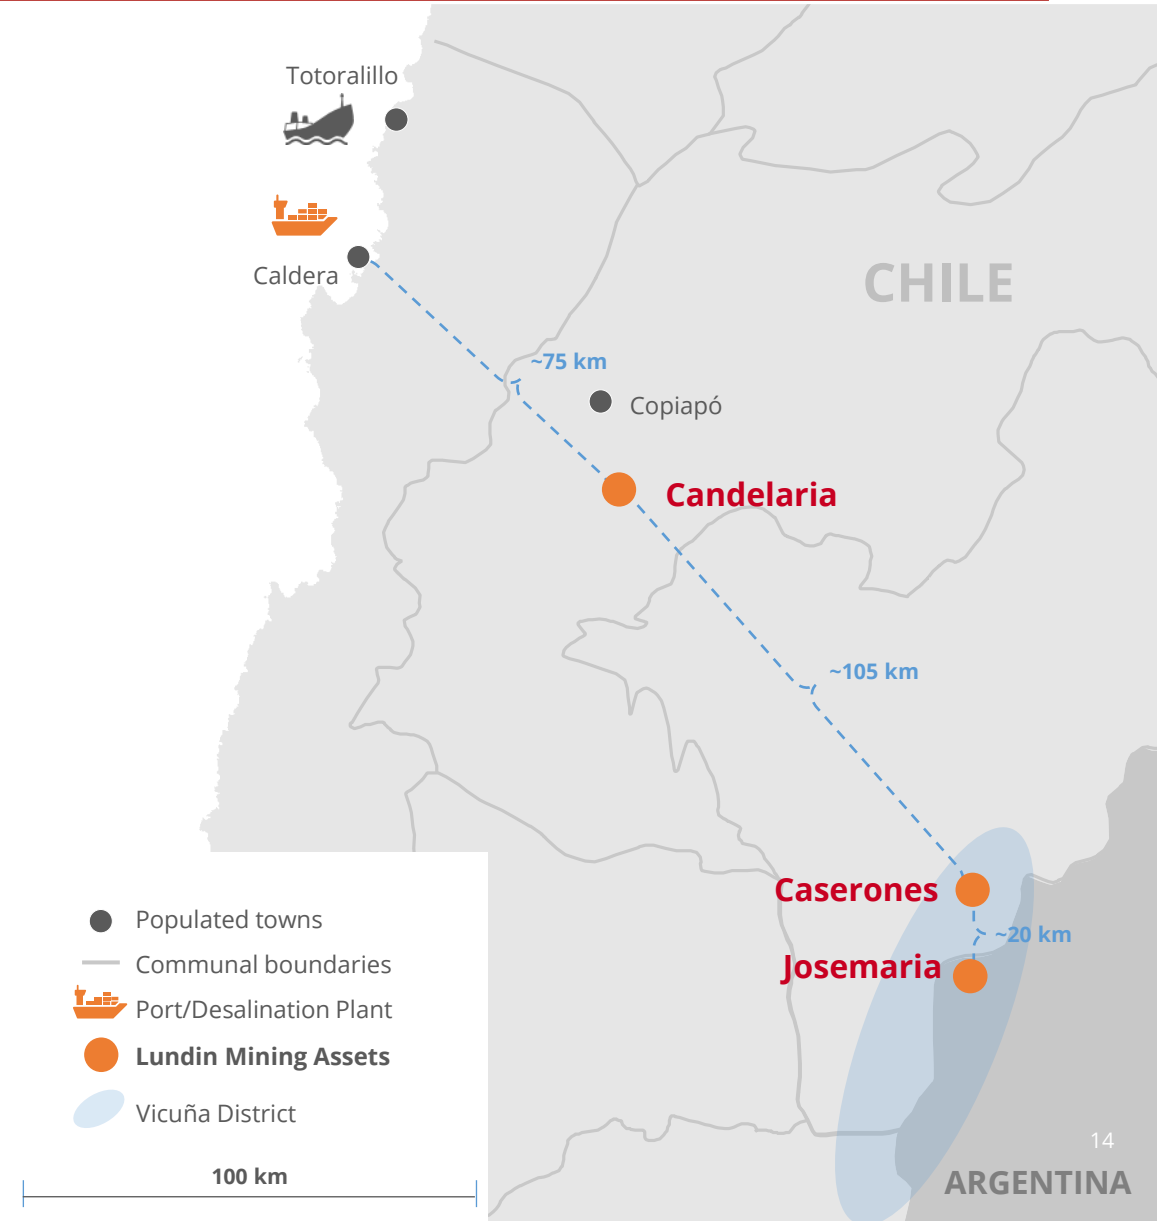 Totoralillo
Caldera
CHILE
~75 km
Copiapó
Candelaria
~105 km
Caserones
~20 km
Josemaria
Populated towns
Communal boundaries
Port/Desalination Plant
Lundin Mining Assets
Vicuña District
100 km
14
ARGENTINA